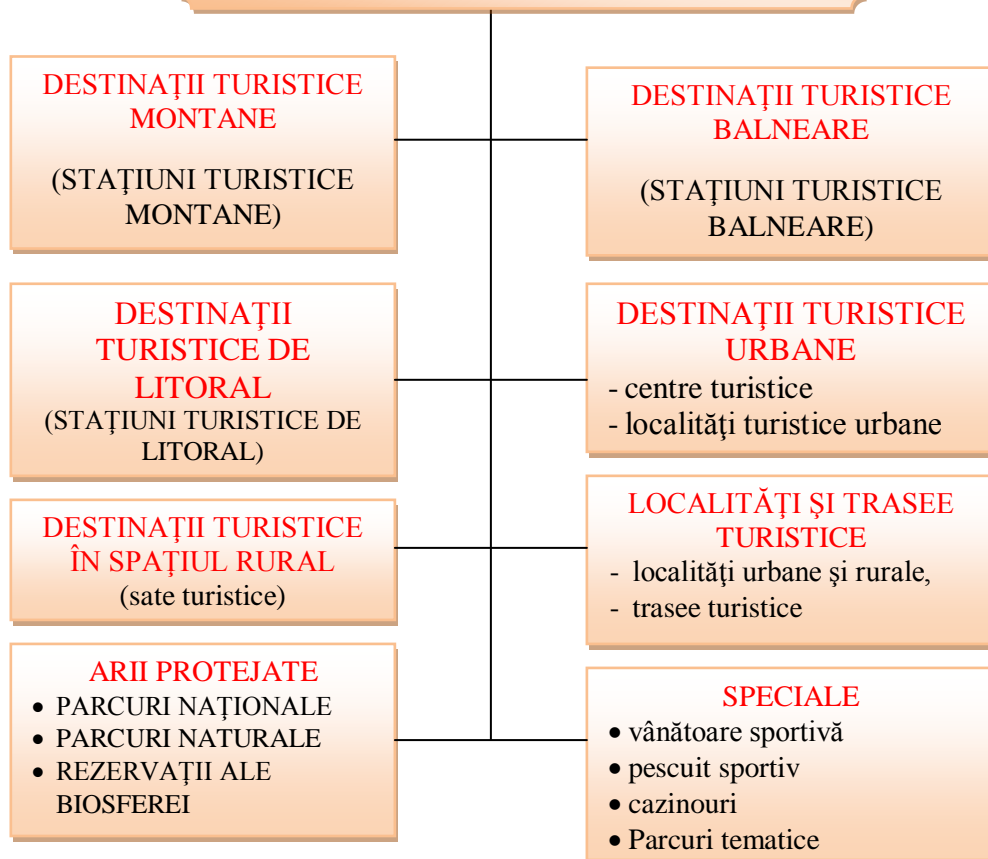 DESTINAŢII TURISTICE
MONTANE
(STAŢIUNI TURISTICE
MONTANE)
DESTINAŢII TURISTICE
BALNEARE
(STAŢIUNI TURISTICE
BALNEARE)
DESTINAŢII
TURISTICE DE
LITORAL
(STAŢIUNI TURISTICE DE
LITORAL)
DESTINAŢII TURISTICE
URBANE
- centre turistice
- localităţi turistice urbane
DESTINAŢII TURISTICE
ÎN SPAŢIUL RURAL
(sate turistice)
LOCALITĂŢI ŞI TRASEE
TURISTICE
- localităţi urbane şi rurale,
- trasee turistice
ARII PROTEJATE
• PARCURI NAŢIONALE
• PARCURI NATURALE
• REZERVAŢII ALE
BIOSFEREI
SPECIALE
• vânătoare sportivă
• pescuit sportiv
• cazinouri
• Parcuri tematice